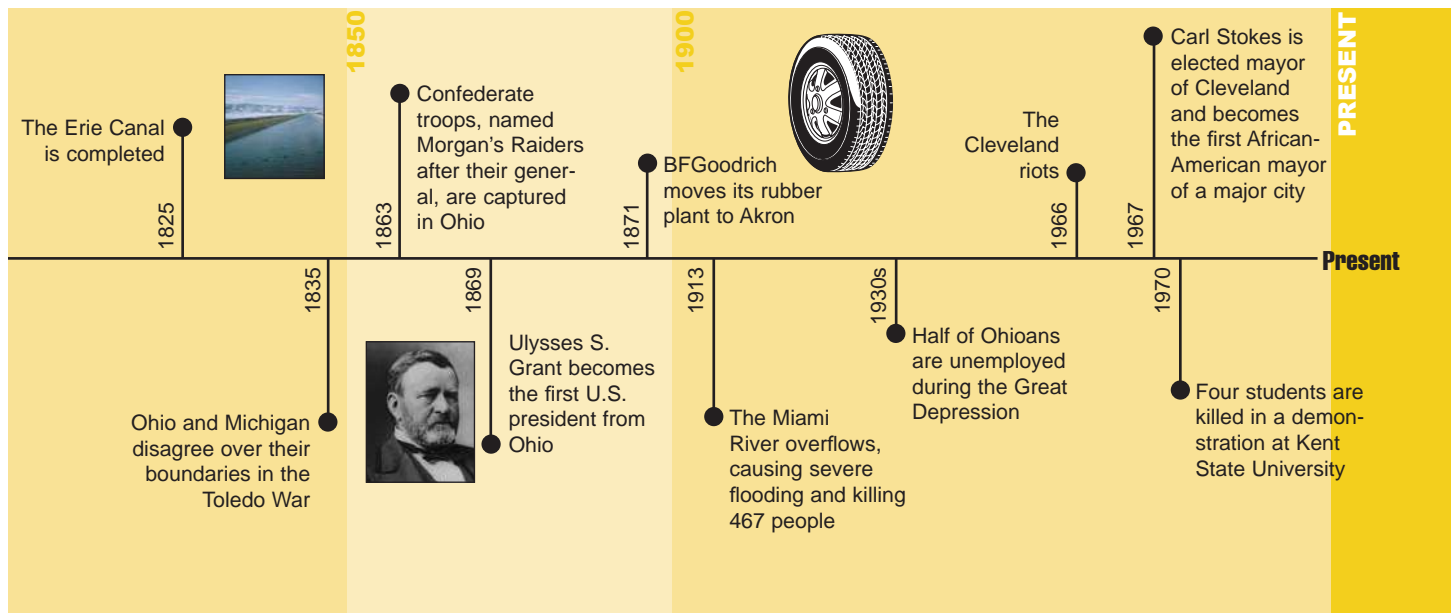 1850
1900
PRESENT
The Erie Canal
is completed
1825
Confederate
troops, named
Morgan's Raiders
after their gener-
al, are captured
in Ohio
1863
BFGoodrich
moves its rubber
plant to Akron
1871
The
Cleveland
riots
1966
Carl Stokes is
elected mayor
of Cleveland
and becomes
the first African-
American mayor
of a major city
1967
Present
1835
Ohio and Michigan
disagree over their
boundaries in the
Toledo War
1869
Ulysses S.
Grant becomes
the first U.S.
president from
Ohio
1913
The Miami
River overflows,
causing severe
flooding and killing
467 people
1930s
Half of Ohioans
are unemployed
during the Great
Depression
1970
Four students are
killed in a demon-
stration at Kent
State University